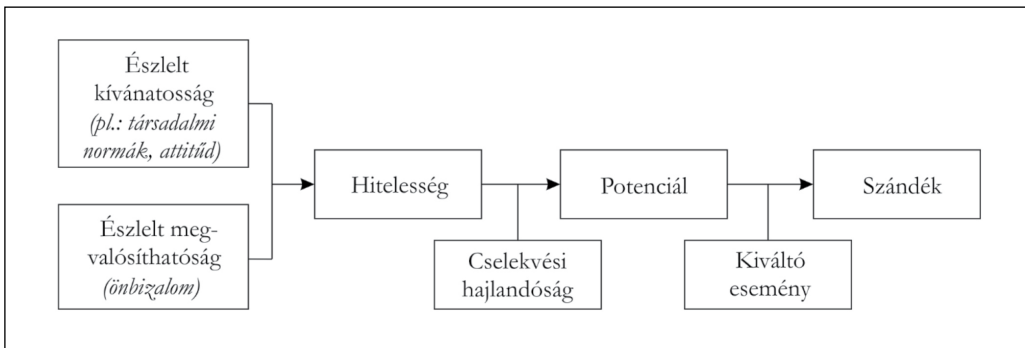 Észlelt
kívánatosság
(pl.: társadalmi
normák, attitűd)
Észlelt meg-
valósíthatóság
(önbizalom)
Hitelesség
Cselekvési
hajlandóság
Potenciál
Kiváltó
esemény
Szándék